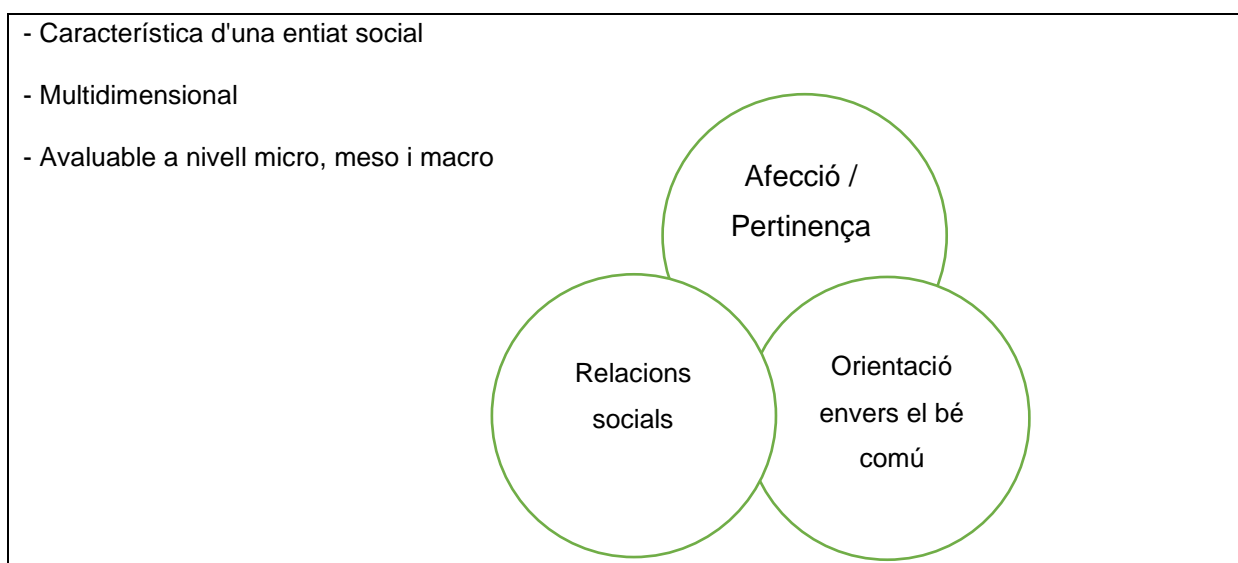 - Característica d'una entiat social
- Multidimensional
- Avaluable a nivell micro, meso i macro
Afecció /
Pertinença
Relacions
socials
Orientació
envers el bé
comú